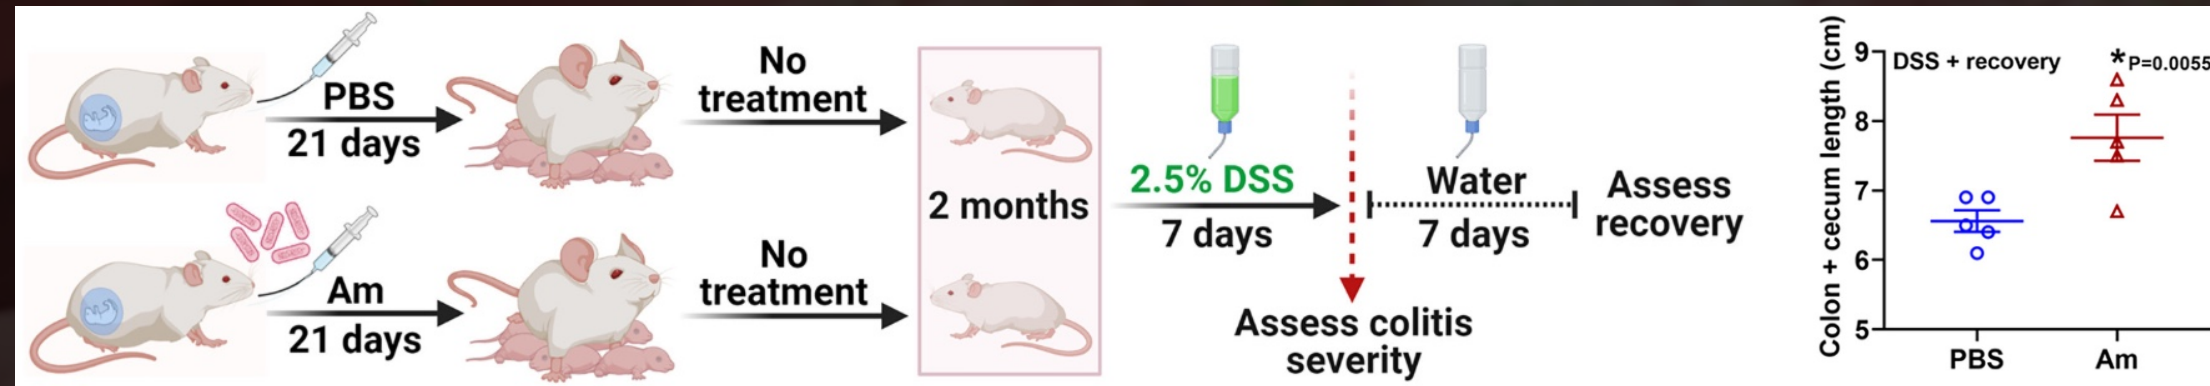 PBS
21 days
No
treatment
Am
21 days
No
treatment
2 months
2.5% DSS
7 days
Assess colitis
severity
Water
7 days
Assess
recovery
Colon + cecum length (cm)
DSS + recovery
*P=0.0055
9
8
7
6
5
PBS
Am